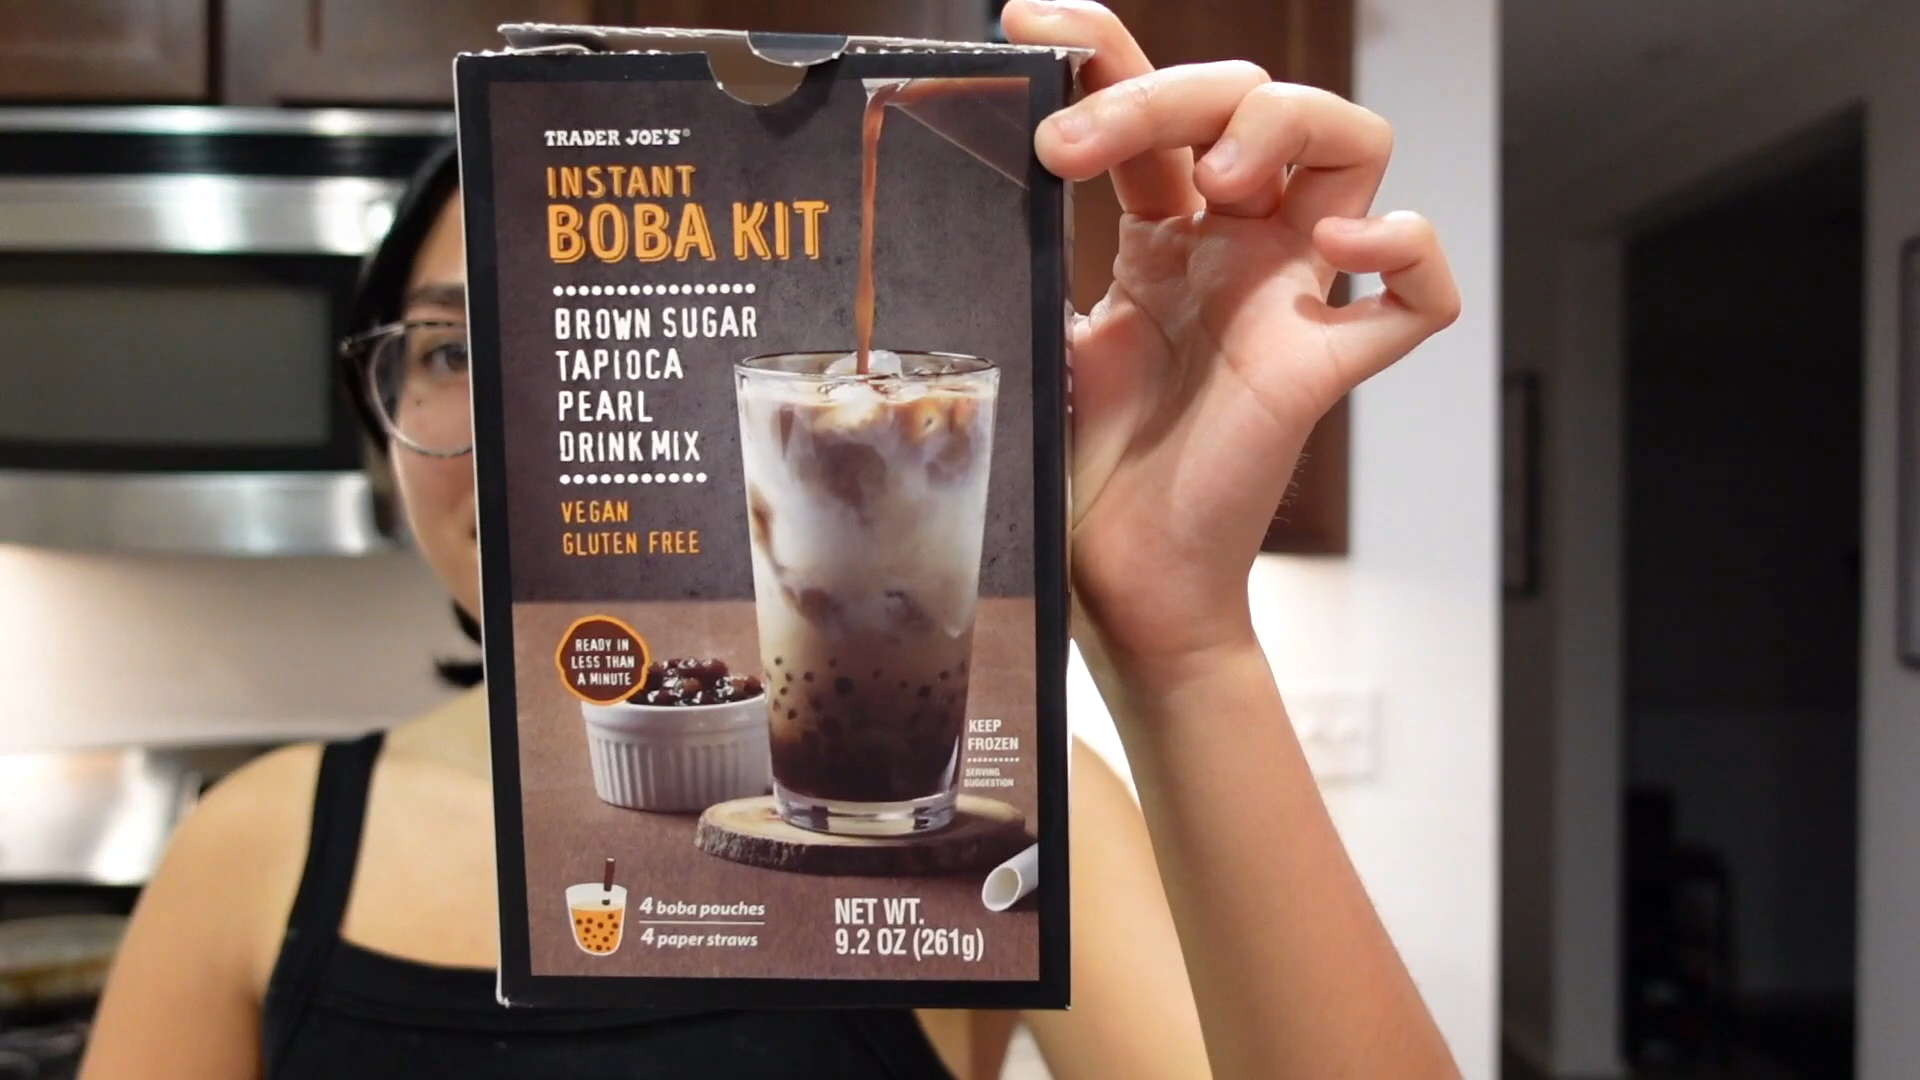 TRADER JOE'S®
INSTANT
BOBA KIT
BROWN SUGAR
TAPIOCA
PEARL
DRINK MIX
VEGAN
GLUTEN FREE
READY IN
LESS THAN
A MINUTE
KEEP
FROZEN
SERVING
SUGGESTION
4 boba pouches
4 paper straws
NET WT.
9.2 OZ (261g)